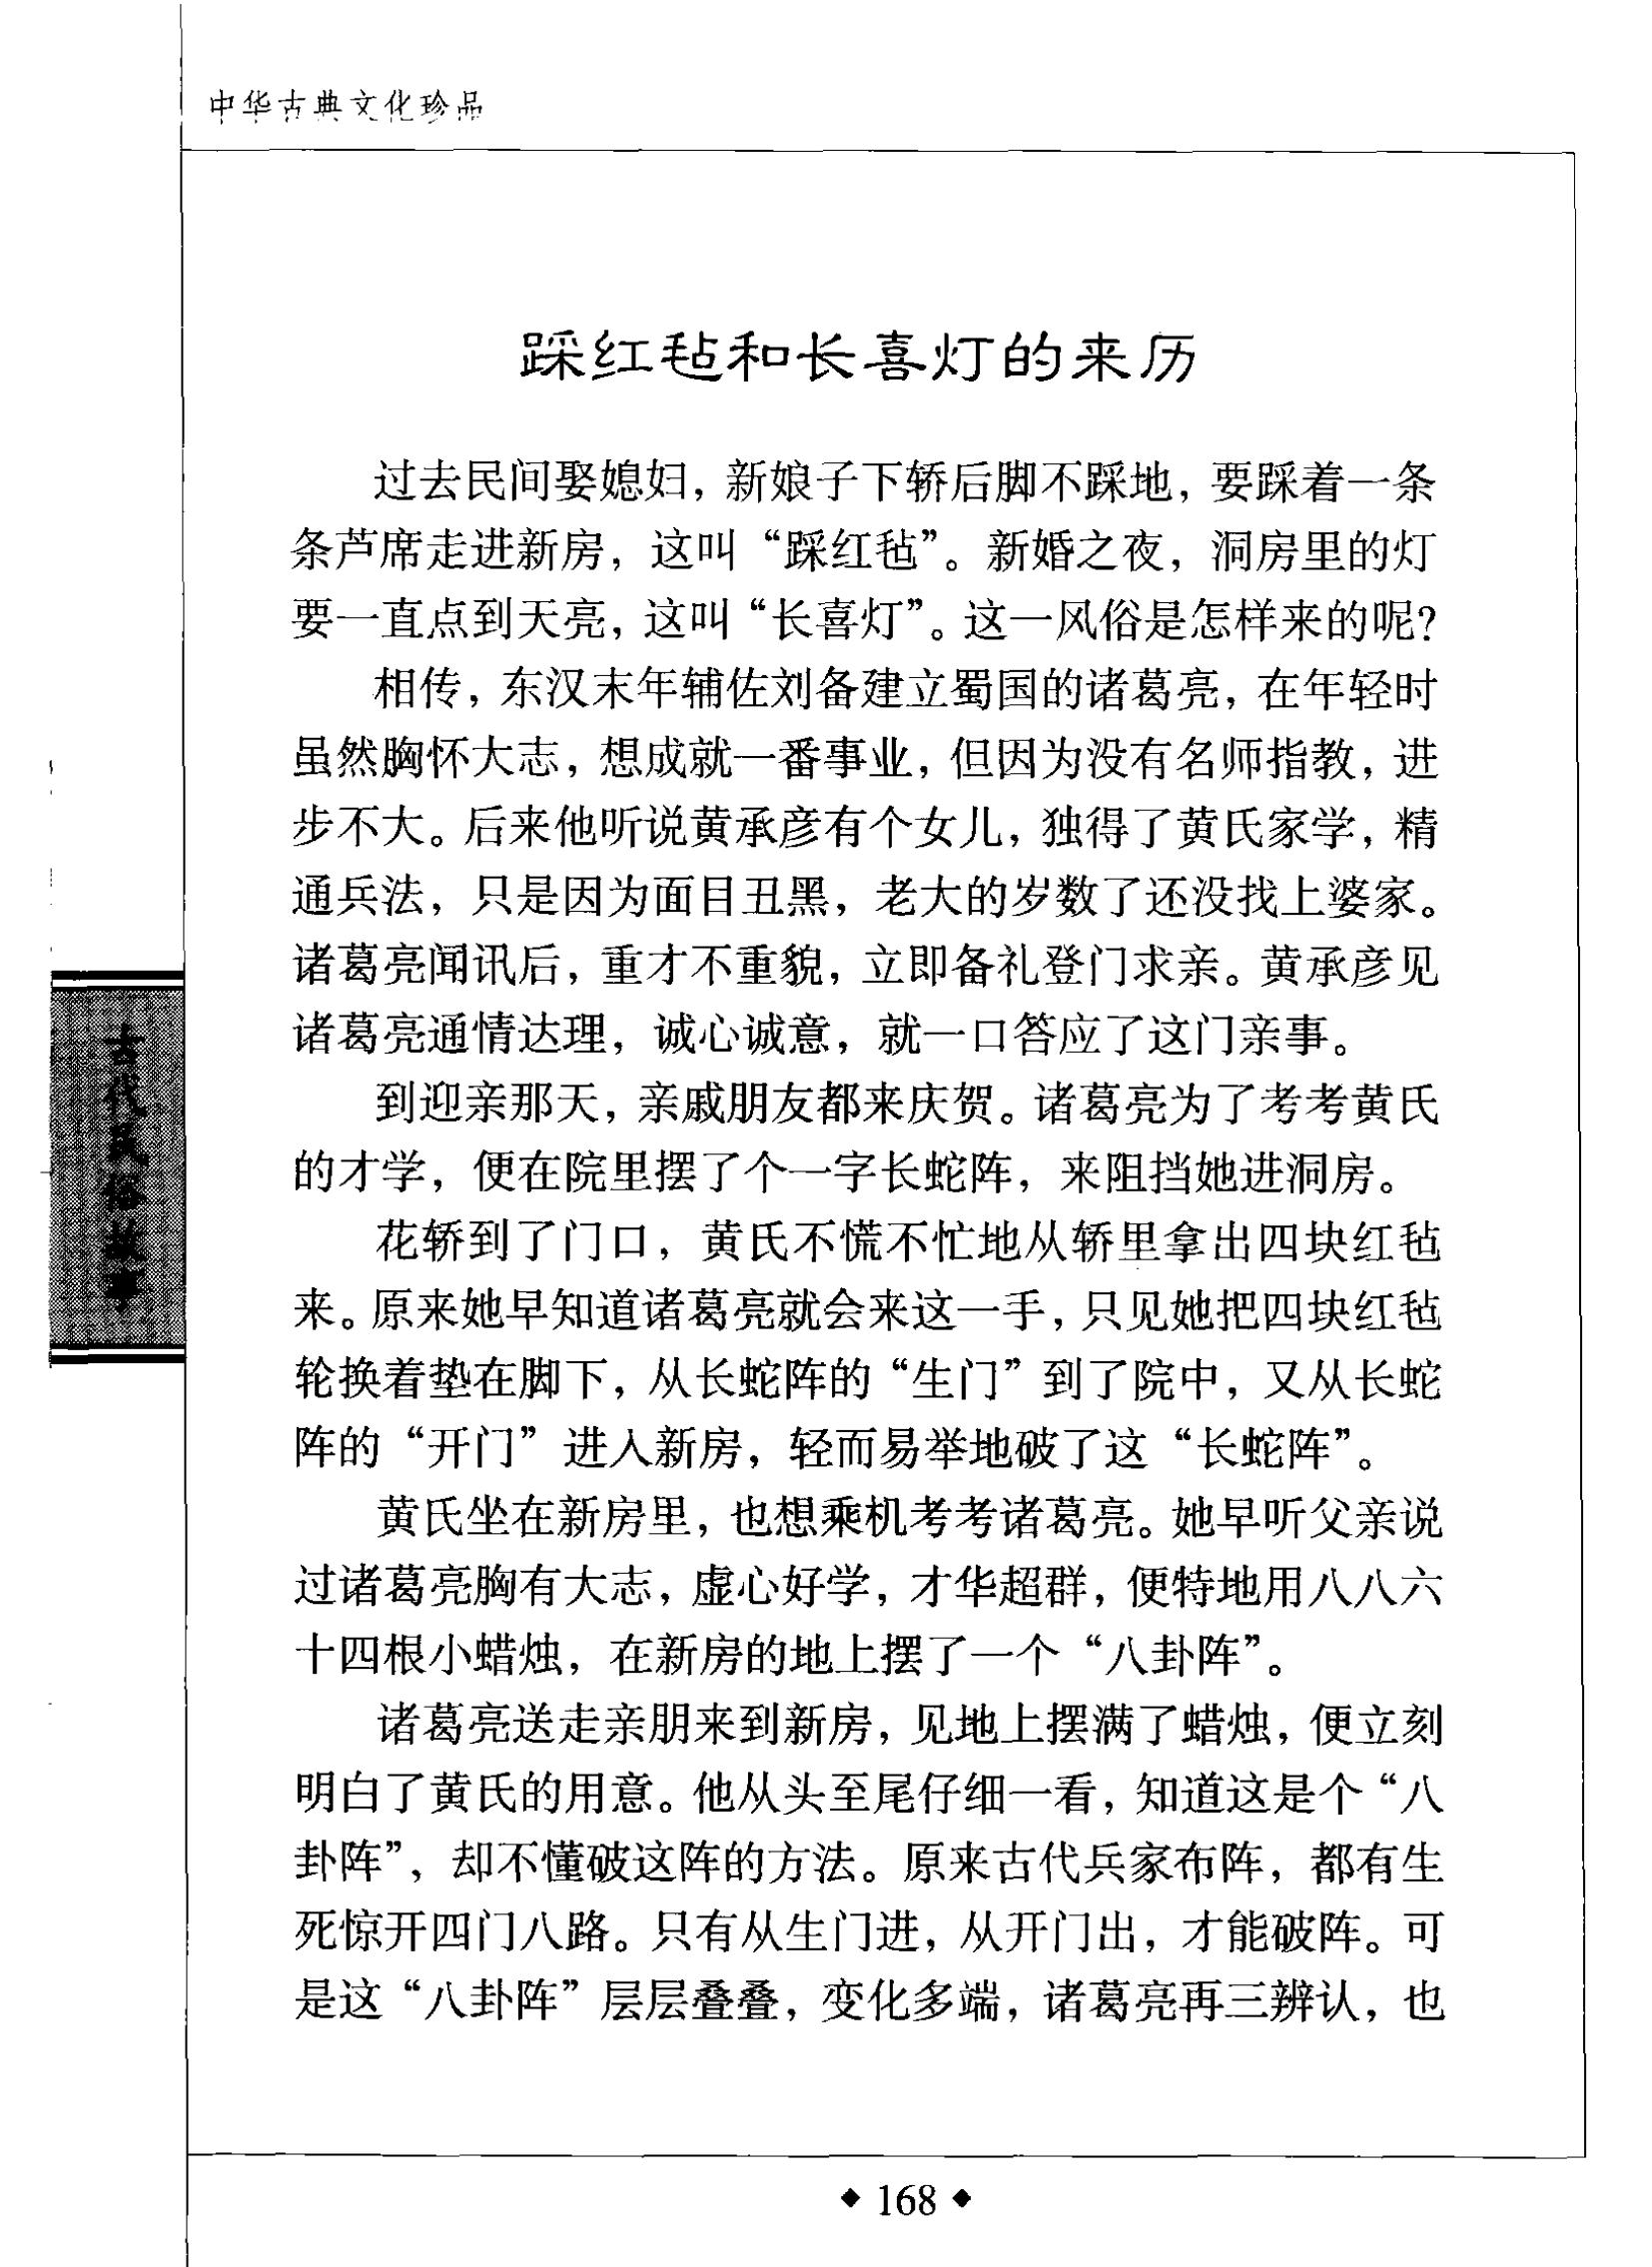 中华古典文化珍品
踩红毡和长喜灯的来历
过去民间娶媳妇，新娘子下轿后脚不踩地，要踩着一条
条芦席走进新房，这叫“踩红毡”。新婚之夜，洞房里的灯
要一直点到天亮，这叫“长喜灯”。这一风俗是怎样来的呢？
相传，东汉末年辅佐刘备建立蜀国的诸葛亮，在年轻时
虽然胸怀大志，想成就一番事业，但因为没有名师指教，进
步不大。后来他听说黄承彦有个女儿，独得了黄氏家学，精
通兵法，只是因为面目丑黑，老大的岁数了还没找上婆家。
诸葛亮闻讯后，重才不重貌，立即备礼登门求亲。黄承彦见
诸葛亮通情达理，诚心诚意，就一口答应了这门亲事。
到迎亲那天，亲戚朋友都来庆贺。诸葛亮为了考考黄氏
的才学，便在院里摆了个一字长蛇阵，来阻挡她进洞房。
花轿到了门口，黄氏不慌不忙地从轿里拿出四块红毡
来。原来她早知道诸葛亮就会来这一手，只见她把四块红毡
轮换着垫在脚下，从长蛇阵的“生门”到了院中，又从长蛇
阵的“开门”进入新房，轻而易举地破了这“长蛇阵”。
黄氏坐在新房里，也想乘机考考诸葛亮。她早听父亲说
过诸葛亮胸有大志，虚心好学，才华超群，便特地用八八六
十四根小蜡烛，在新房的地上摆了一个“八卦阵”。
诸葛亮送走亲朋来到新房，见地上摆满了蜡烛，便立刻
明白了黄氏的用意。他从头至尾仔细一看，知道这是个“八
卦阵”，却不懂破这阵的方法。原来古代兵家布阵，都有生
死惊开四门八路。只有从生门进，从开门出，才能破阵。可
是这“八卦阵”层层叠叠，变化多端，诸葛亮再三辨认，也
古代民俗故事
◆ 168 ◆